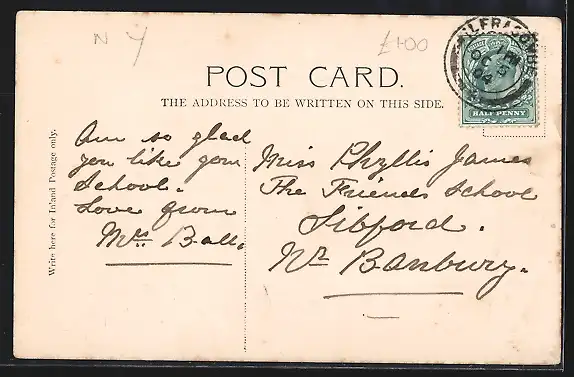 N Y
£1.00
ILFRACOMBE
POST CARD.
THE ADDRESS TO BE WRITTEN ON THIS SIDE.
HALF PENNY
Write here for Inland Postage only.
Am so glad
you like your
School.
Love from
Mrs Ball.
Miss Phyllis James
The Friends School
Sibford.
Nr Banbury.